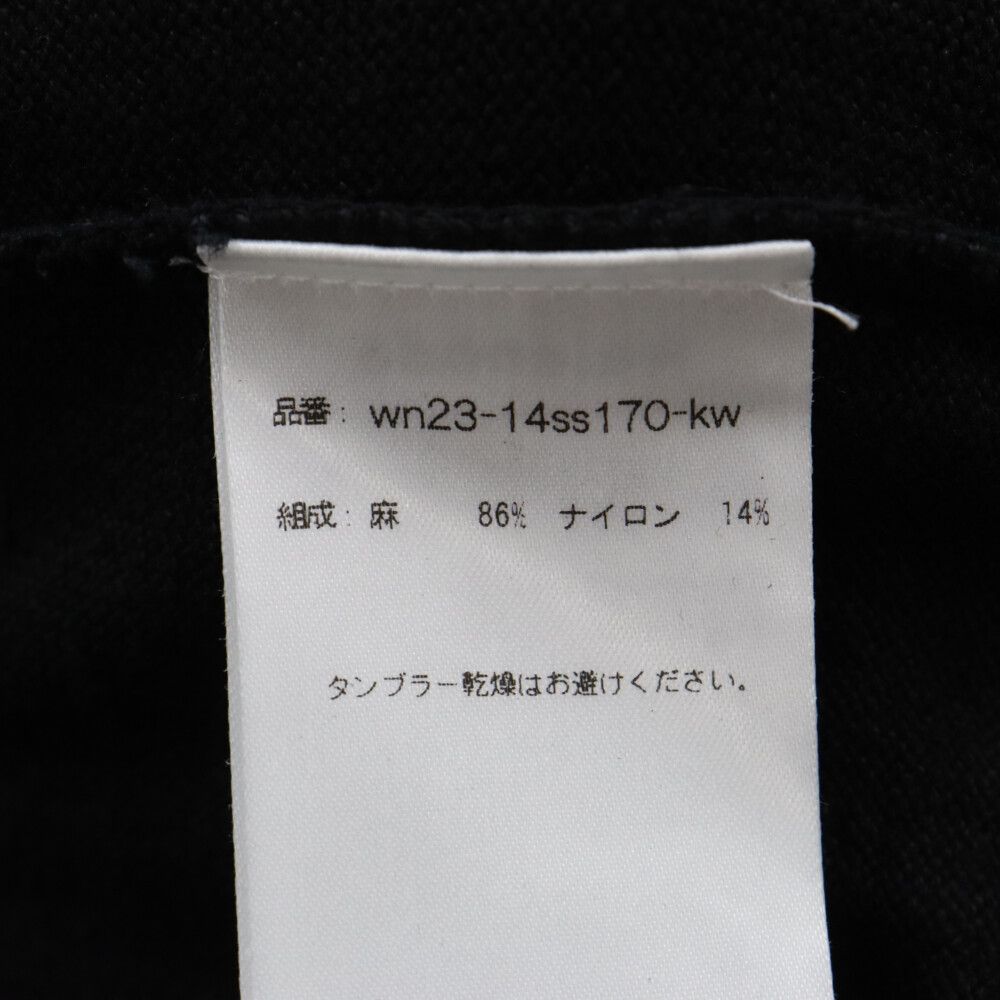 品番: wn23-14ss170-kw
組成: 麻 86% ナイロン 14%
タンブラー乾燥はお避けください。